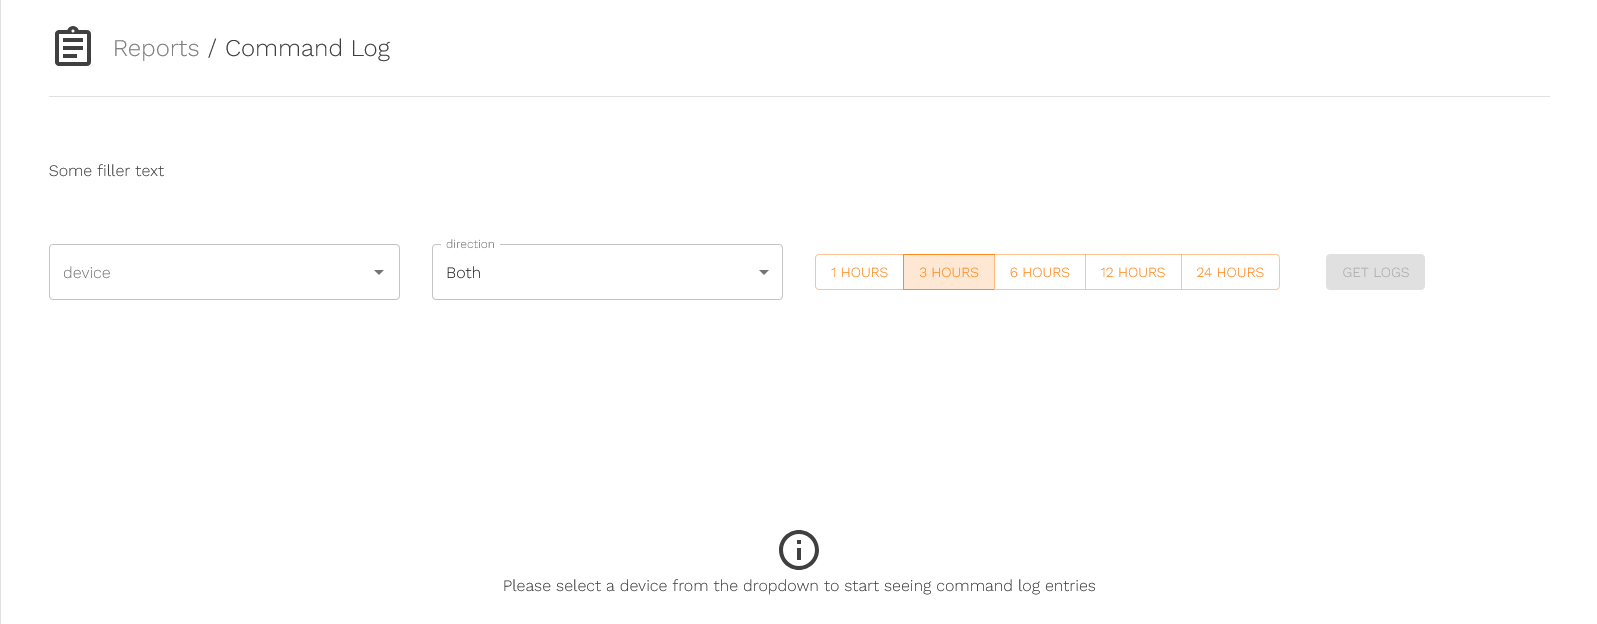 Reports / Command Log
Some filler text
device
direction
Both
1 HOURS
3 HOURS
6 HOURS
12 HOURS
24 HOURS
GET LOGS
Please select a device from the dropdown to start seeing command log entries